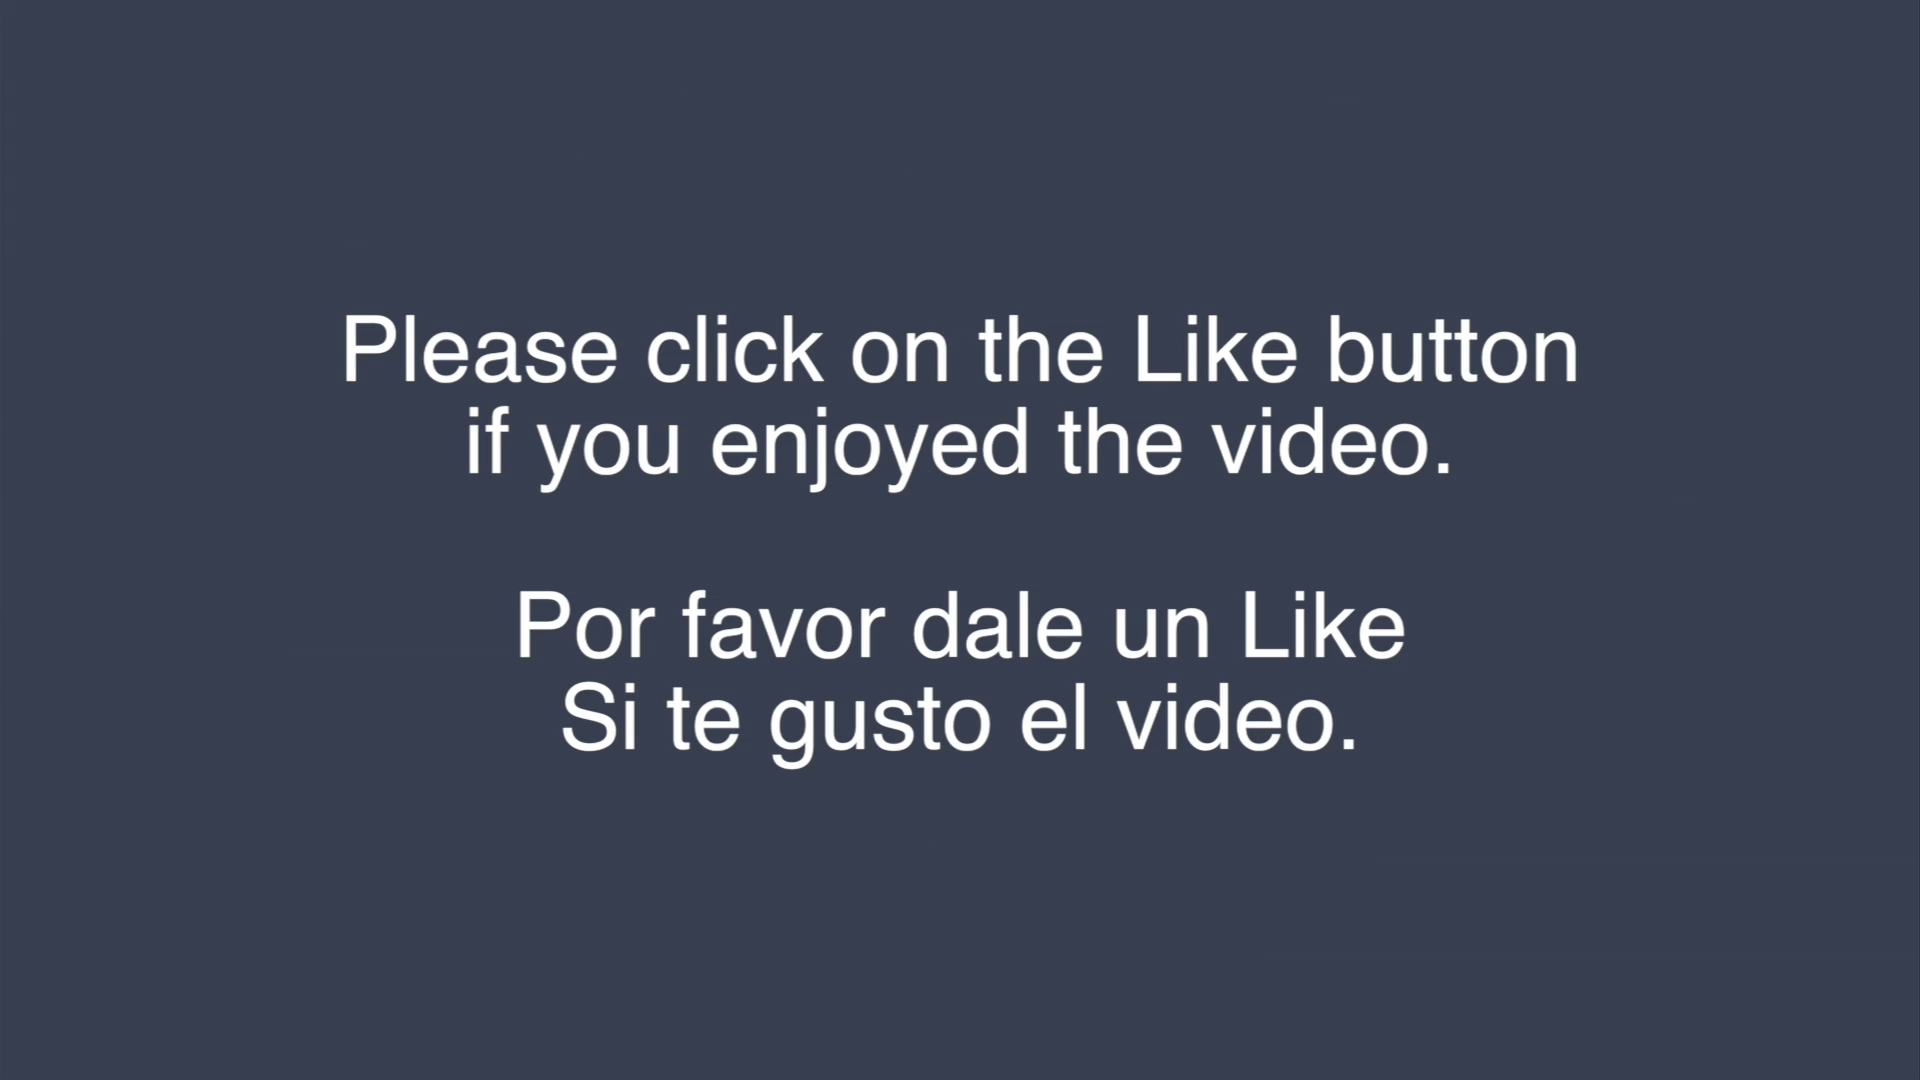 Please click on the Like button
if you enjoyed the video.
Por favor dale un Like
Si te gusto el video.